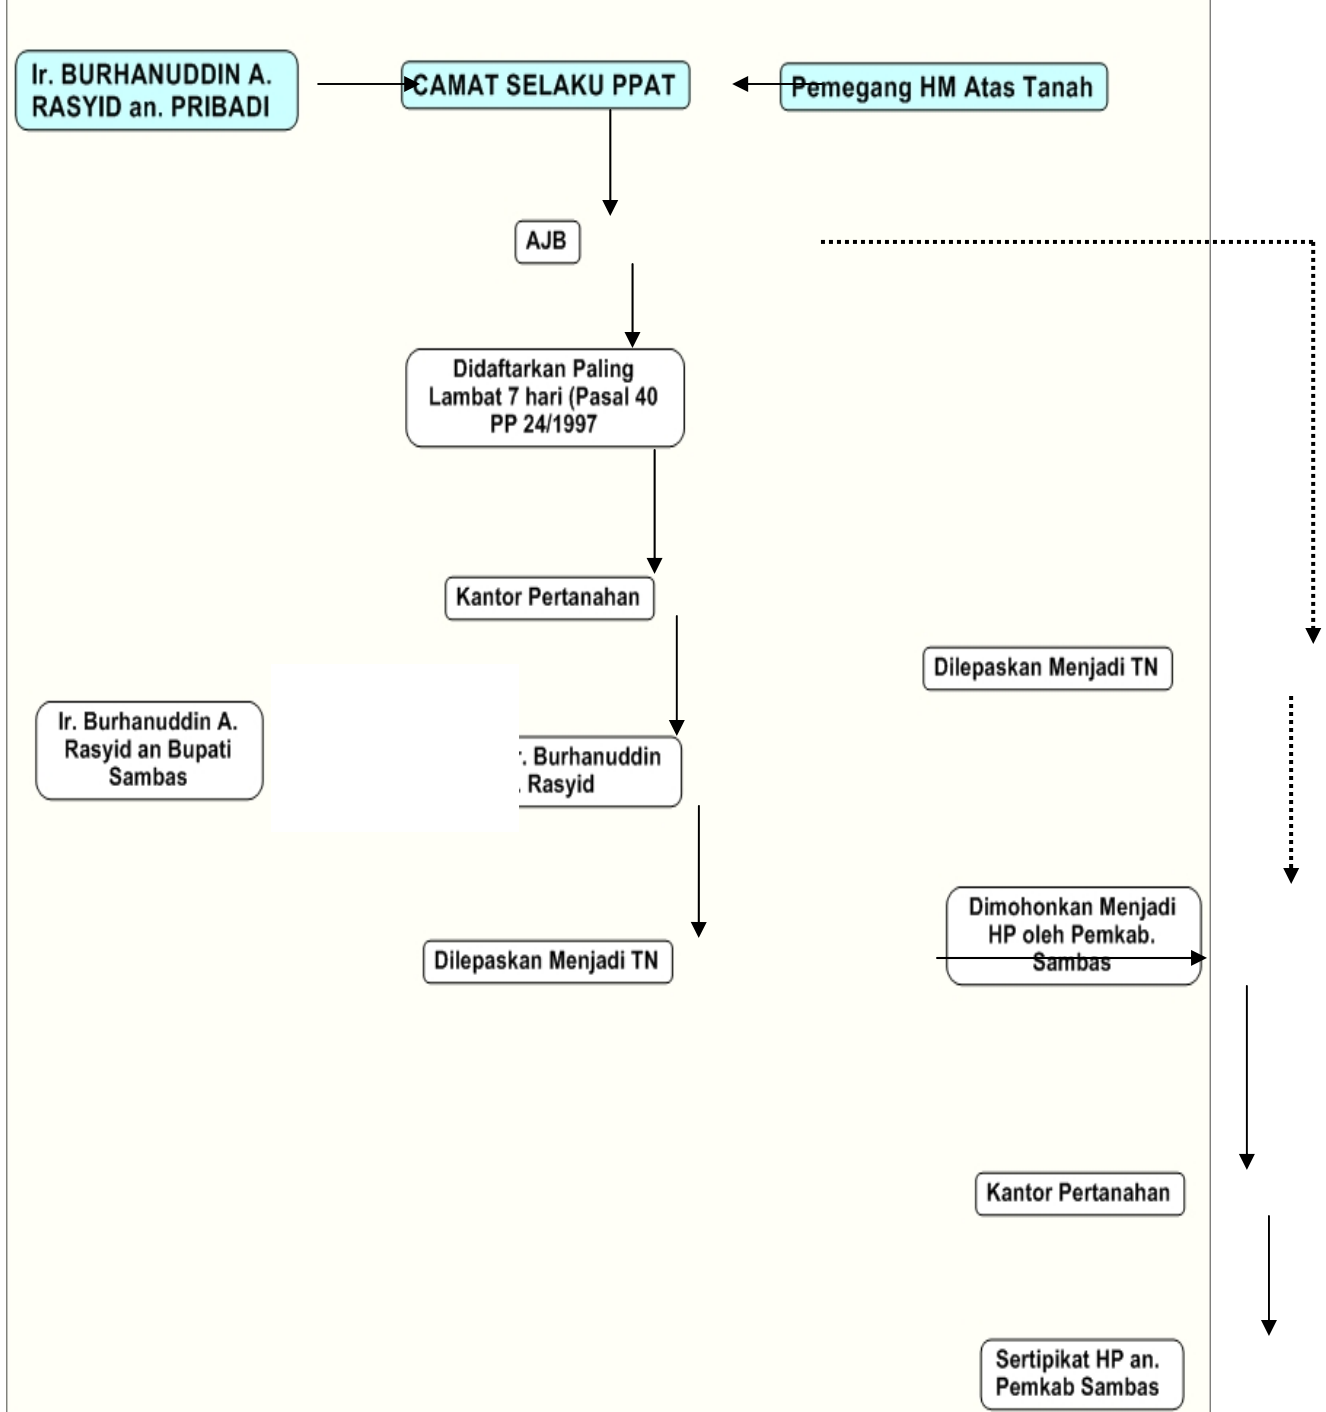 Ir. BURHANUDDIN A.
RASYID an. PRIBADI
CAMAT SELAKU PPAT
Pemegang HM Atas Tanah
AJB
Didaftarkan Paling
Lambat 7 hari (Pasal 40
PP 24/1997
Kantor Pertanahan
Dilepaskan Menjadi TN
Ir. Burhanuddin A.
Rasyid an Bupati
Sambas
r. Burhanuddin
. Rasyid
Dimohonkan Menjadi
HP oleh Pemkab.
Sambas
Dilepaskan Menjadi TN
Kantor Pertanahan
Sertipikat HP an.
Pemkab Sambas